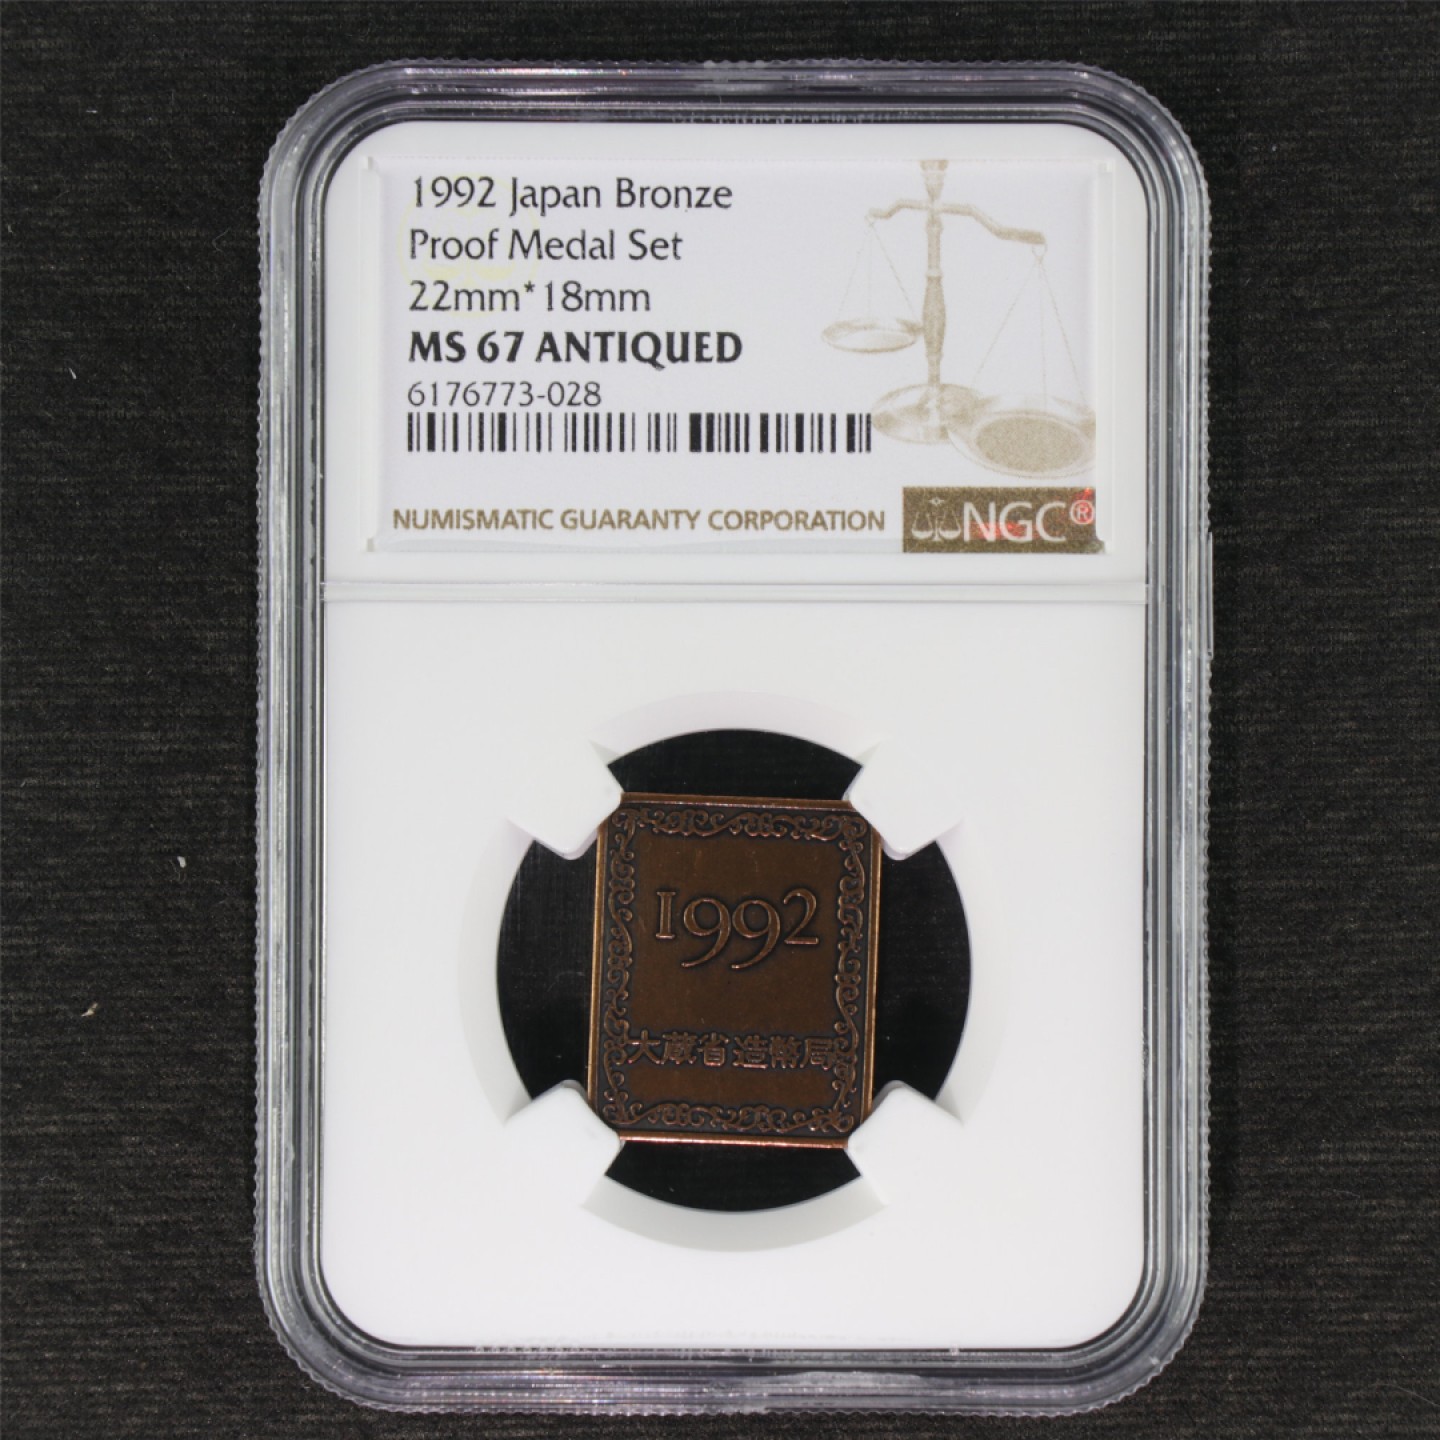 1992 Japan Bronze
Proof Medal Set
22mm*18mm
MS 67 ANTIQUED
6176773-028
NUMISMATIC GUARANTY CORPORATION
NGC®
1992
大蔵省造幣局